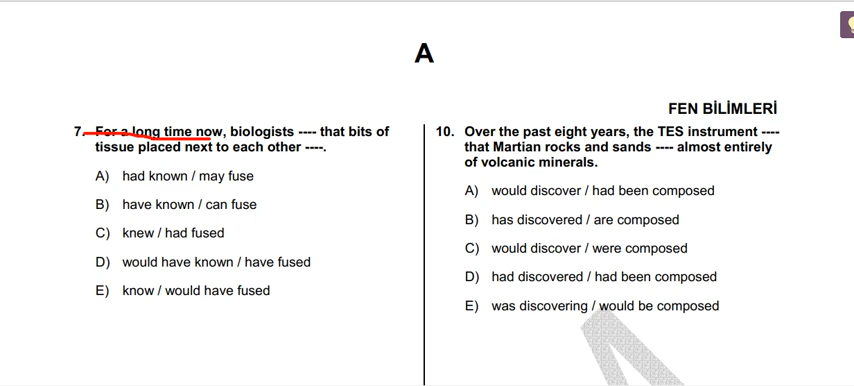 A
FEN BİLİMLERİ
7. For a long time now, biologists ---- that bits of
tissue placed next to each other ----.
A) had known / may fuse
B) have known / can fuse
C) knew / had fused
D) would have known / have fused
E) know / would have fused
10. Over the past eight years, the TES instrument ----
that Martian rocks and sands ---- almost entirely
of volcanic minerals.
A) would discover / had been composed
B) has discovered / are composed
C) would discover / were composed
D) had discovered / had been composed
E) was discovering / would be composed